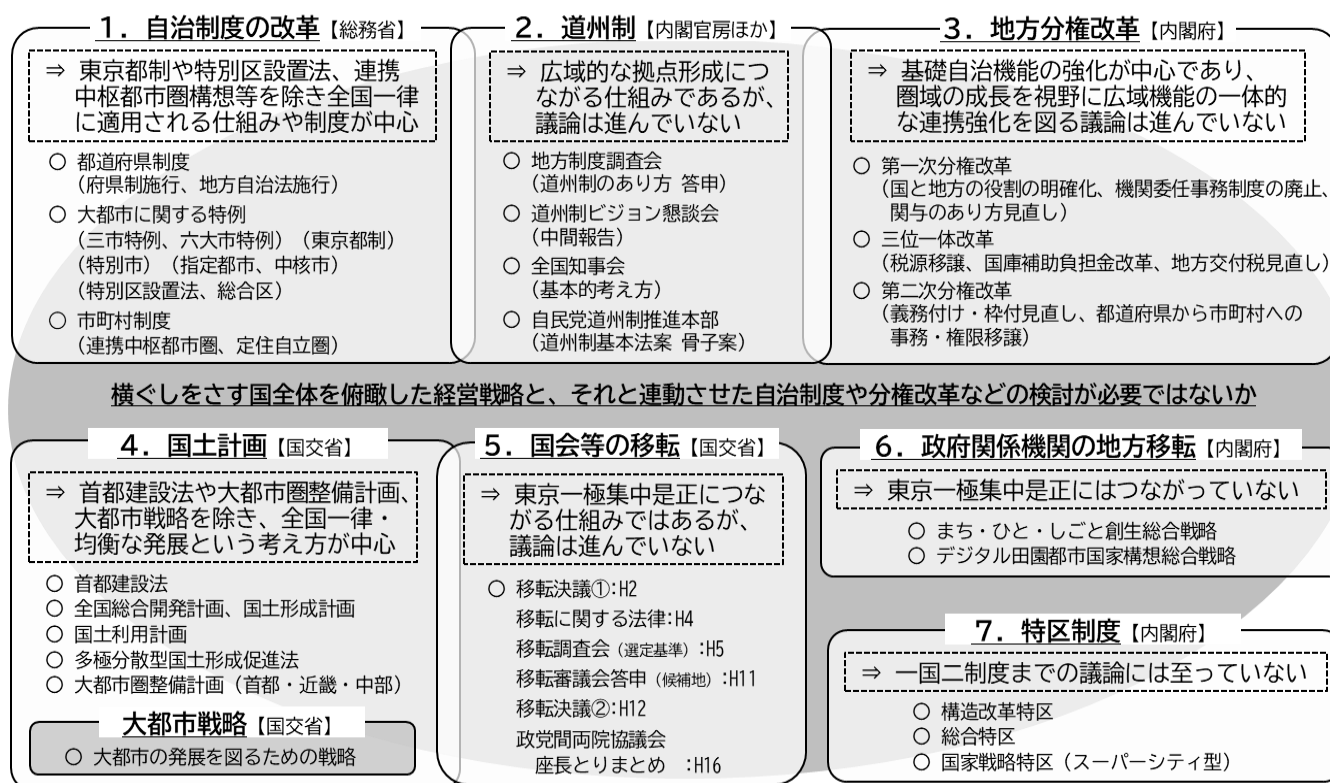 1．自治制度の改革【総務省】
⇒ 東京都制や特別区設置法、連携
中枢都市圏構想等を除き全国一律
に適用される仕組みや制度が中心
○ 都道府県制度
（府県制施行、地方自治法施行）
○ 大都市に関する特例
（三市特例、六大市特例）（東京都制）
（特別市）（指定都市、中核市）
（特別区設置法、総合区）
○ 市町村制度
（連携中枢都市圏、定住自立圏）
2．道州制【内閣官房ほか】
⇒ 広域的な拠点形成につ
ながる仕組みであるが、
議論は進んでいない
○ 地方制度調査会
（道州制のあり方 答申）
○ 道州制ビジョン懇談会
（中間報告）
○ 全国知事会
（基本的考え方）
○ 自民党道州制推進本部
（道州制基本法案 骨子案）
3．地方分権改革【内閣府】
⇒ 基礎自治機能の強化が中心であり、
圏域の成長を視野に広域機能の一体的
な連携強化を図る議論は進んでいない
○ 第一次分権改革
（国と地方の役割の明確化、機関委任事務制度の廃止、
関与のあり方見直し）
○ 三位一体改革
（税源移譲、国庫補助負担金改革、地方交付税見直し）
○ 第二次分権改革
（義務付け・枠付見直し、都道府県から市町村への
事務・権限移譲）
横ぐしをさす国全体を俯瞰した経営戦略と、それと連動させた自治制度や分権改革などの検討が必要ではないか
4．国土計画【国交省】
⇒ 首都建設法や大都市圏整備計画、
大都市戦略を除き、全国一律・
均衡な発展という考え方が中心
○ 首都建設法
○ 全国総合開発計画、国土形成計画
○ 国土利用計画
○ 多極分散型国土形成促進法
○ 大都市圏整備計画（首都・近畿・中部）
大都市戦略【国交省】
○ 大都市の発展を図るための戦略
5．国会等の移転【国交省】
⇒ 東京一極集中是正につな
がる仕組みではあるが、
議論は進んでいない
○ 移転決議①：H2
移転に関する法律：H4
移転調査会（選定基準）：H5
移転審議会答申（候補地）：H11
移転決議②：H12
政党間両院協議会
座長とりまとめ ：H16
6．政府関係機関の地方移転【内閣府】
⇒ 東京一極集中是正にはつながっていない
○ まち・ひと・しごと創生総合戦略
○ デジタル田園都市国家構想総合戦略
7．特区制度【内閣府】
⇒ 一国二制度までの議論には至っていない
○ 構造改革特区
○ 総合特区
○ 国家戦略特区（スーパーシティ型）